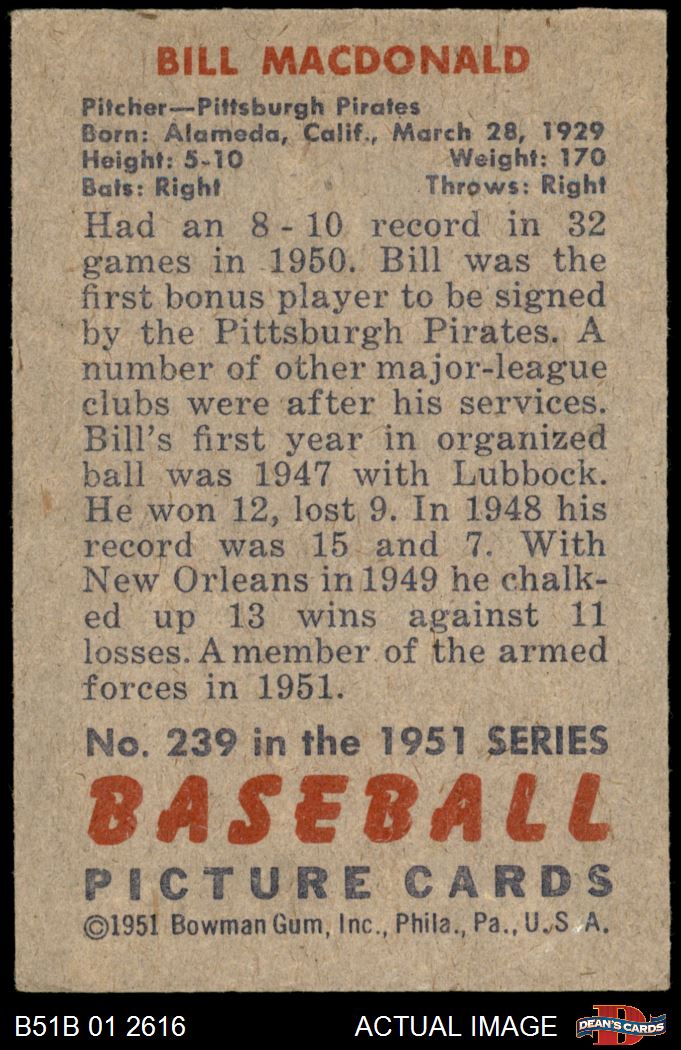 BILL MACDONALD
Pitcher—Pittsburgh Pirates
Born: Alameda, Calif., March 28, 1929
Height: 5-10 Weight: 170
Bats: Right Throws: Right
Had an 8-10 record in 32
games in 1950. Bill was the
first bonus player to be signed
by the Pittsburgh Pirates. A
number of other major-league
clubs were after his services.
Bill's first year in organized
ball was 1947 with Lubbock.
He won 12, lost 9. In 1948 his
record was 15 and 7. With
New Orleans in 1949 he chalk-
ed up 13 wins against 11
losses. A member of the armed
forces in 1951.
No. 239 in the 1951 SERIES
BASEBALL
PICTURE CARDS
©1951 Bowman Gum, Inc., Phila., Pa., U.S.A.
B51B 01 2616 ACTUAL IMAGE
DEAN'S CARDS